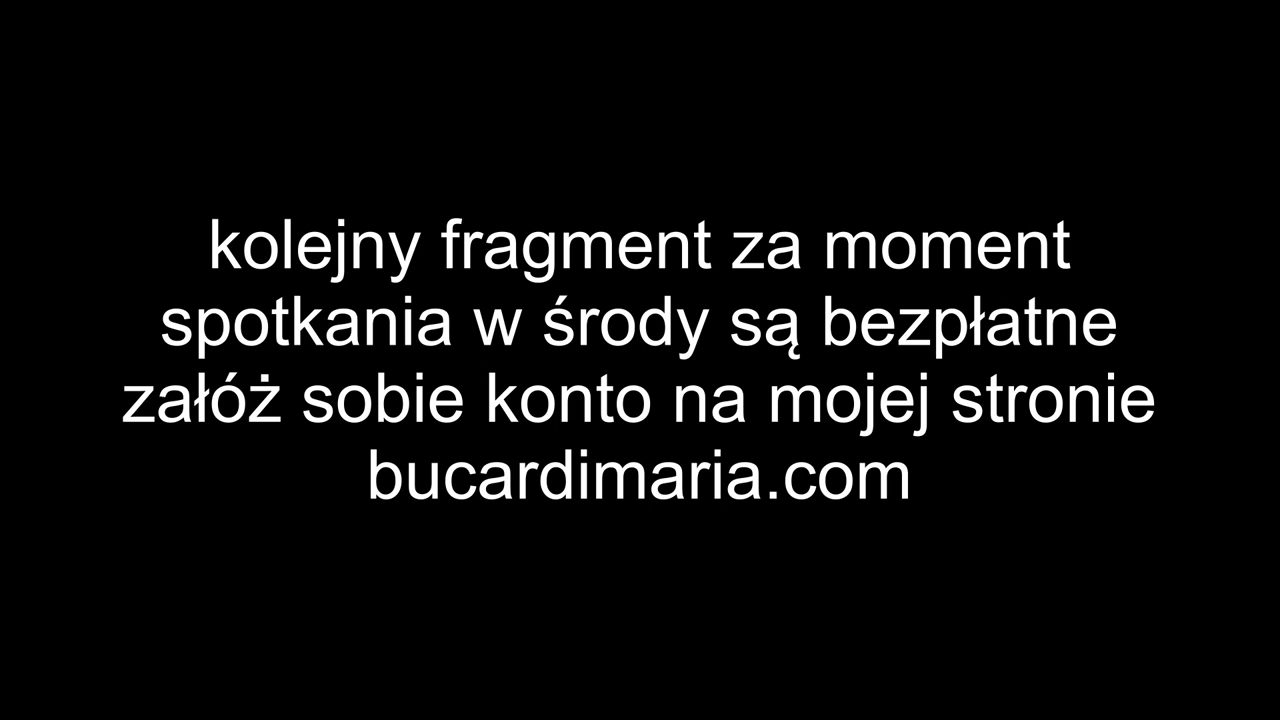 kolejny fragment za moment
spotkania w środy są bezpłatne
załóż sobie konto na mojej stronie
bucardimaria.com